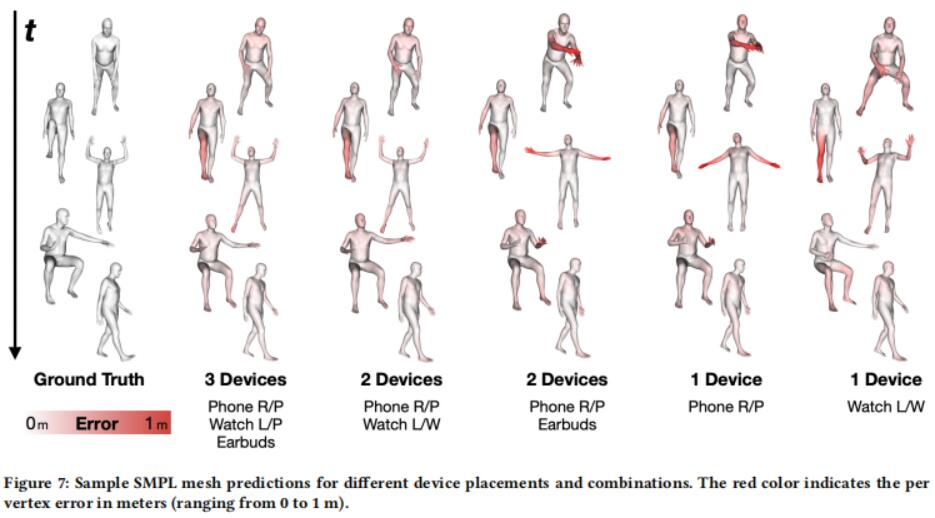 t
Ground Truth
3 Devices
2 Devices
2 Devices
1 Device
1 Device
Phone R/P
Watch L/P
Earbuds
Phone R/P
Watch L/W
Phone R/P
Earbuds
Phone R/P
Watch L/W
0m Error 1 m
Figure 7: Sample SMPL mesh predictions for different device placements and combinations. The red color indicates the per
vertex error in meters (ranging from 0 to 1 m).